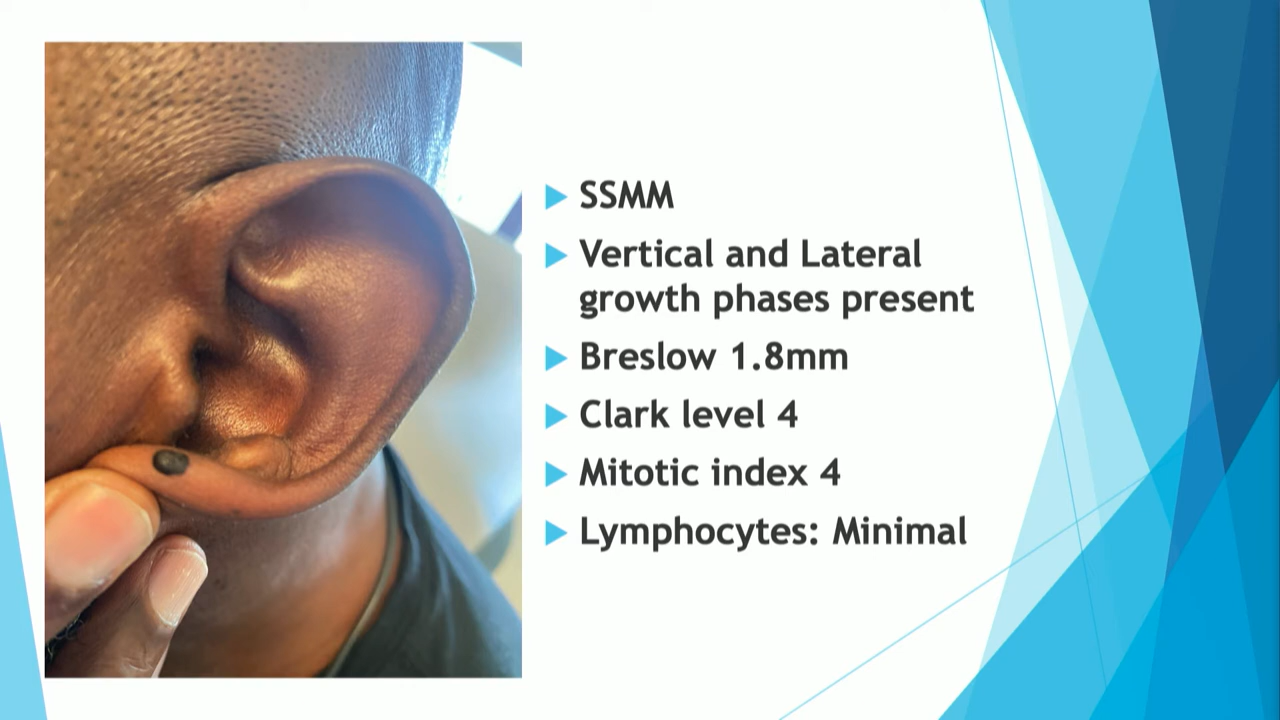 SSMM
Vertical and Lateral
growth phases present
Breslow 1.8mm
Clark level 4
Mitotic index 4
Lymphocytes: Minimal